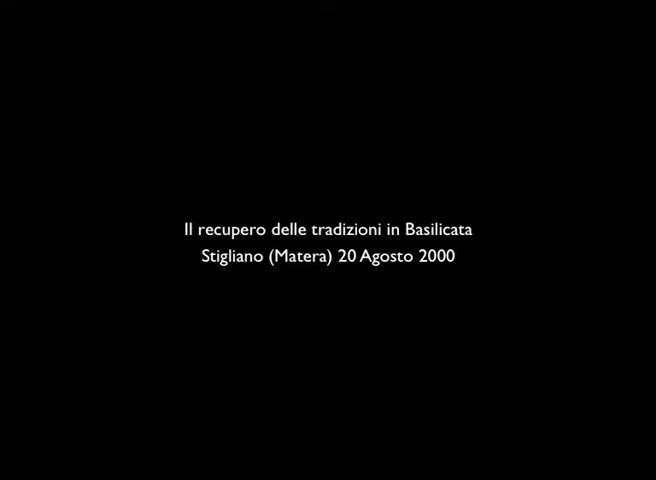 Il recupero delle tradizioni in Basilicata
Stigliano (Matera) 20 Agosto 2000